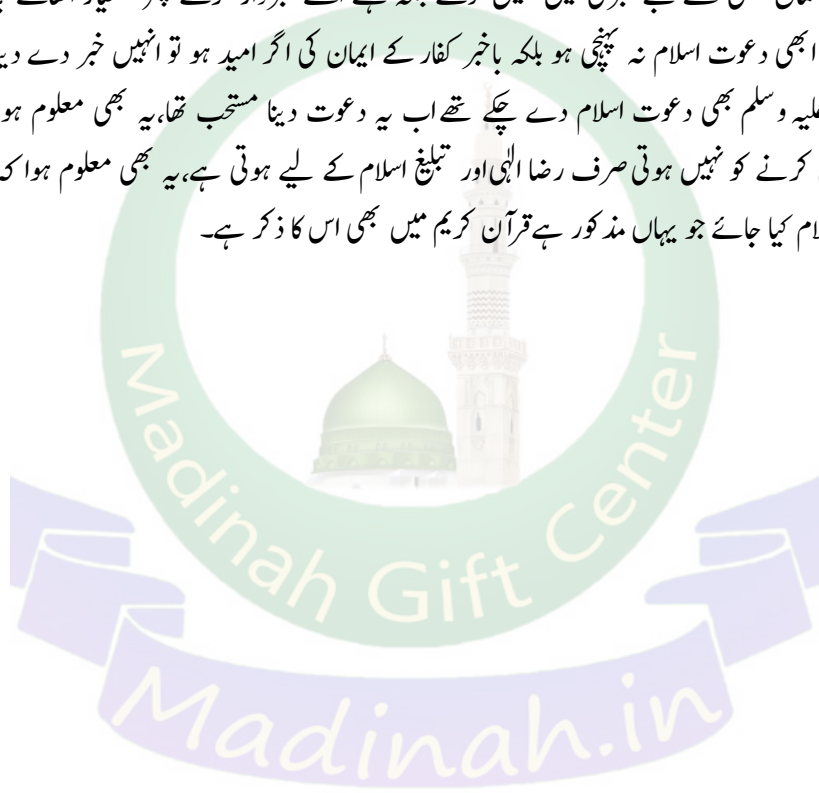 ابھی دعوت اسلام نہ پہنچی ہو بلکہ باخبر کفار کے ایمان کی اگر امید ہو تو انہیں خبر دے دی
علیہ وسلم بھی دعوت اسلام دے چکے تھے اب یہ دعوت دینا مستحب تھا، یہ بھی معلوم ہو
کرنے کو نہیں ہوتی صرف رضا الٰہی اور تبلیغ اسلام کے لیے ہوتی ہے، یہ بھی معلوم ہوا کہ
لام کیا جائے جو یہاں مذکور ہے قرآن کریم میں بھی اس کا ذکر ہے۔
Madinah Gift Center
Madinah.in